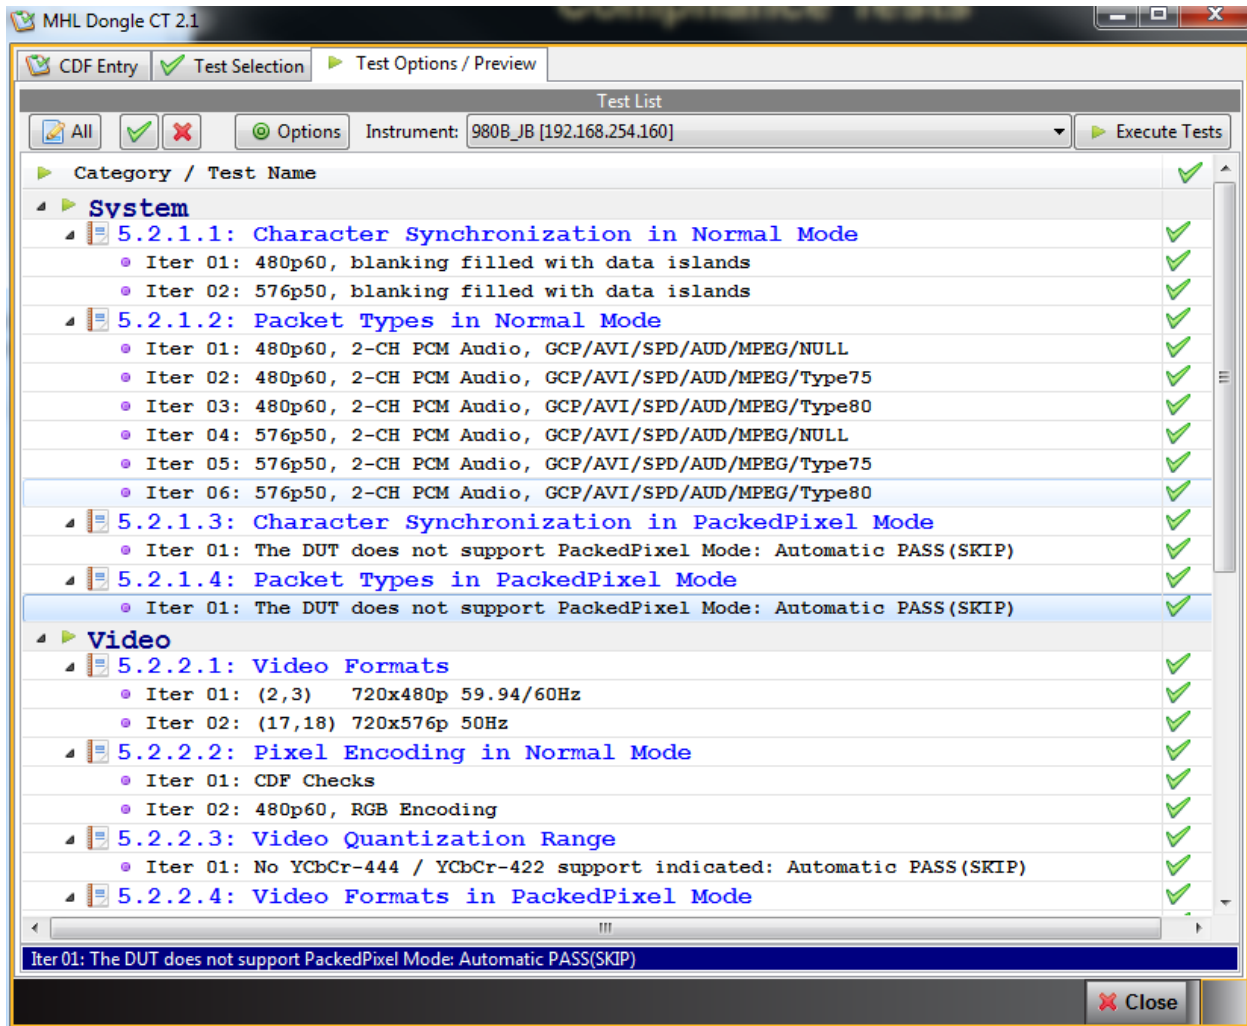 Compliance Tests
MHL Dongle CT 2.1
CDF Entry Test Selection Test Options / Preview
Test List
All Options Instrument: 980B_JB [192.168.254.160] Execute Tests
Category / Test Name
System
5.2.1.1: Character Synchronization in Normal Mode
Iter 01: 480p60, blanking filled with data islands
Iter 02: 576p50, blanking filled with data islands
5.2.1.2: Packet Types in Normal Mode
Iter 01: 480p60, 2-CH PCM Audio, GCP/AVI/SPD/AUD/MPEG/NULL
Iter 02: 480p60, 2-CH PCM Audio, GCP/AVI/SPD/AUD/MPEG/Type75
Iter 03: 480p60, 2-CH PCM Audio, GCP/AVI/SPD/AUD/MPEG/Type80
Iter 04: 576p50, 2-CH PCM Audio, GCP/AVI/SPD/AUD/MPEG/NULL
Iter 05: 576p50, 2-CH PCM Audio, GCP/AVI/SPD/AUD/MPEG/Type75
Iter 06: 576p50, 2-CH PCM Audio, GCP/AVI/SPD/AUD/MPEG/Type80
5.2.1.3: Character Synchronization in PackedPixel Mode
Iter 01: The DUT does not support PackedPixel Mode: Automatic PASS(SKIP)
5.2.1.4: Packet Types in PackedPixel Mode
Iter 01: The DUT does not support PackedPixel Mode: Automatic PASS(SKIP)
Video
5.2.2.1: Video Formats
Iter 01: (2,3) 720x480p 59.94/60Hz
Iter 02: (17,18) 720x576p 50Hz
5.2.2.2: Pixel Encoding in Normal Mode
Iter 01: CDF Checks
Iter 02: 480p60, RGB Encoding
5.2.2.3: Video Quantization Range
Iter 01: No YCbCr-444 / YCbCr-422 support indicated: Automatic PASS(SKIP)
5.2.2.4: Video Formats in PackedPixel Mode
Iter 01: The DUT does not support PackedPixel Mode: Automatic PASS(SKIP)
Close